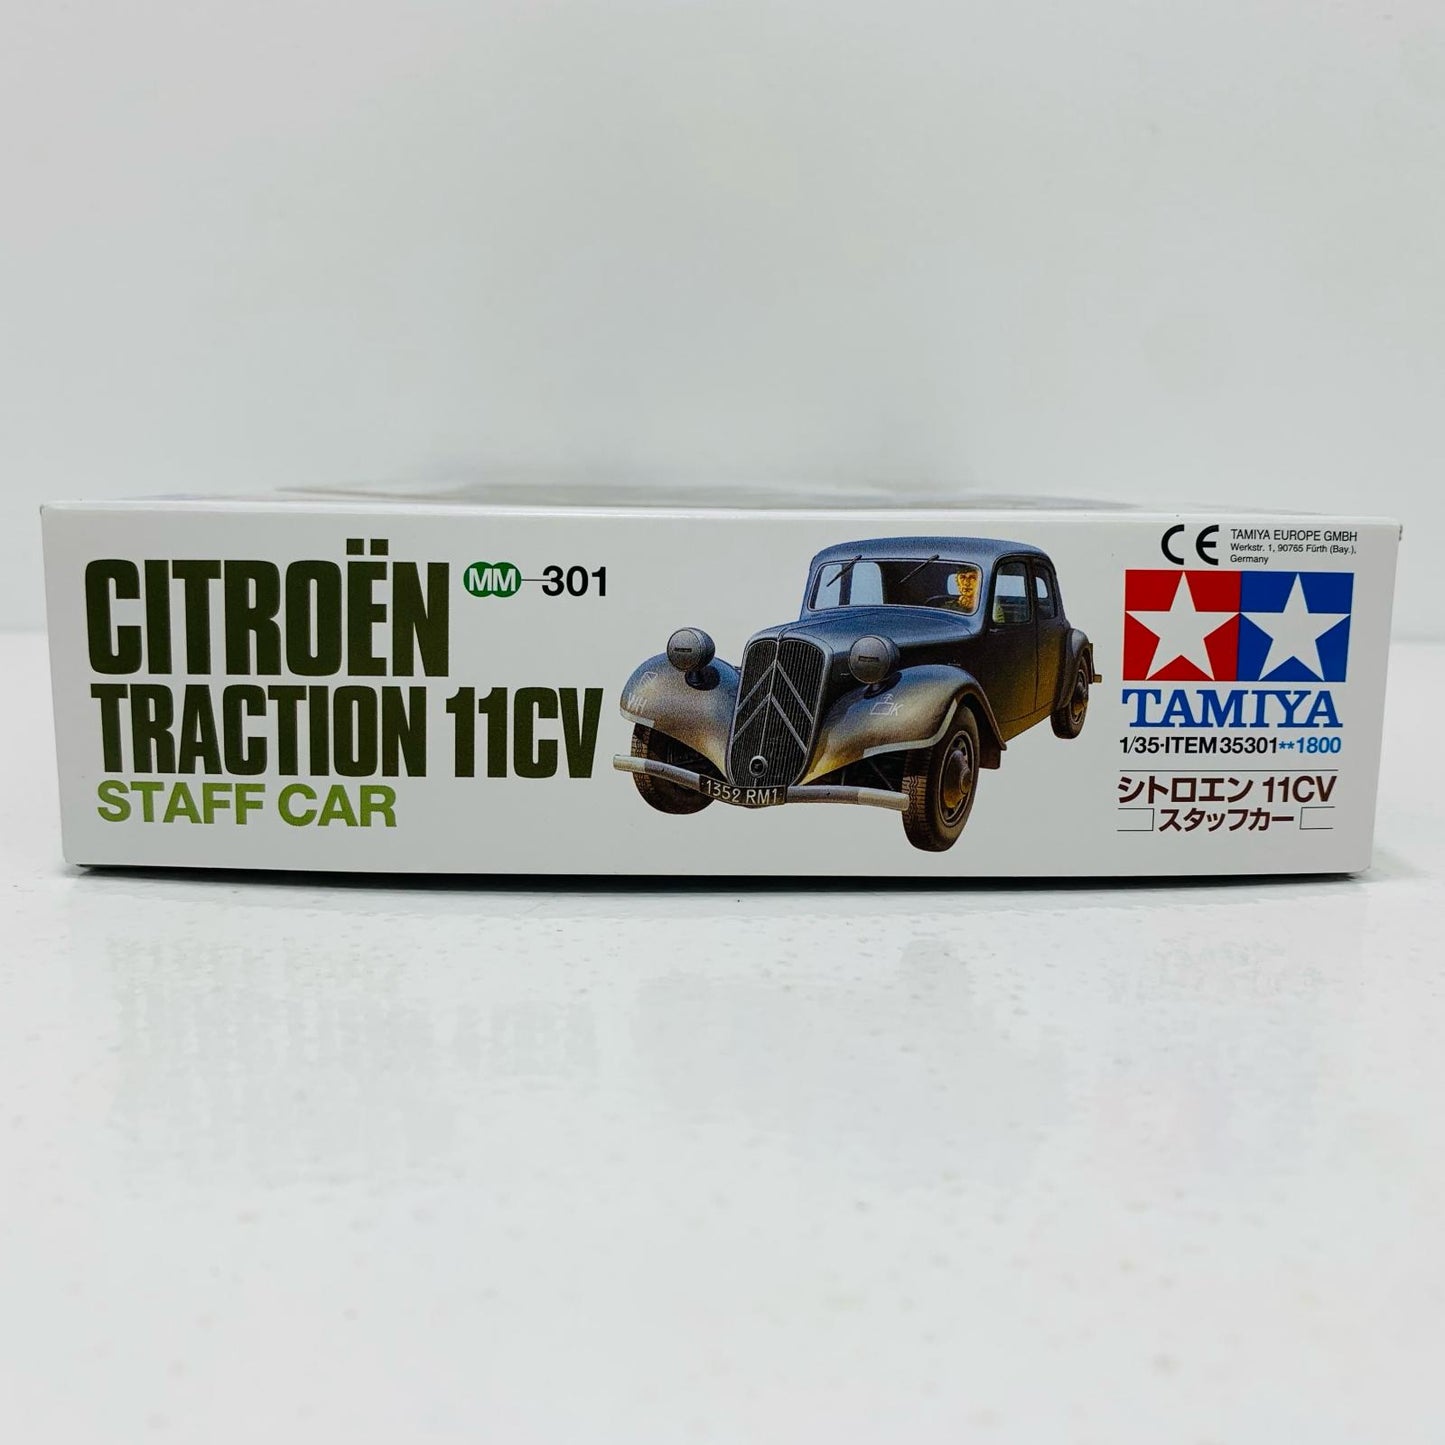 CITROËN
MM 301
TRACTION 11CV
STAFF CAR
1352 RM1
WH
K
CE
TAMIYA EUROPE GMBH
Werkstr. 1, 90765 Fürth (Bay.),
Germany
TAMIYA
1/35・ITEM 35301**1800
シトロエン 11CV
スタッフカー